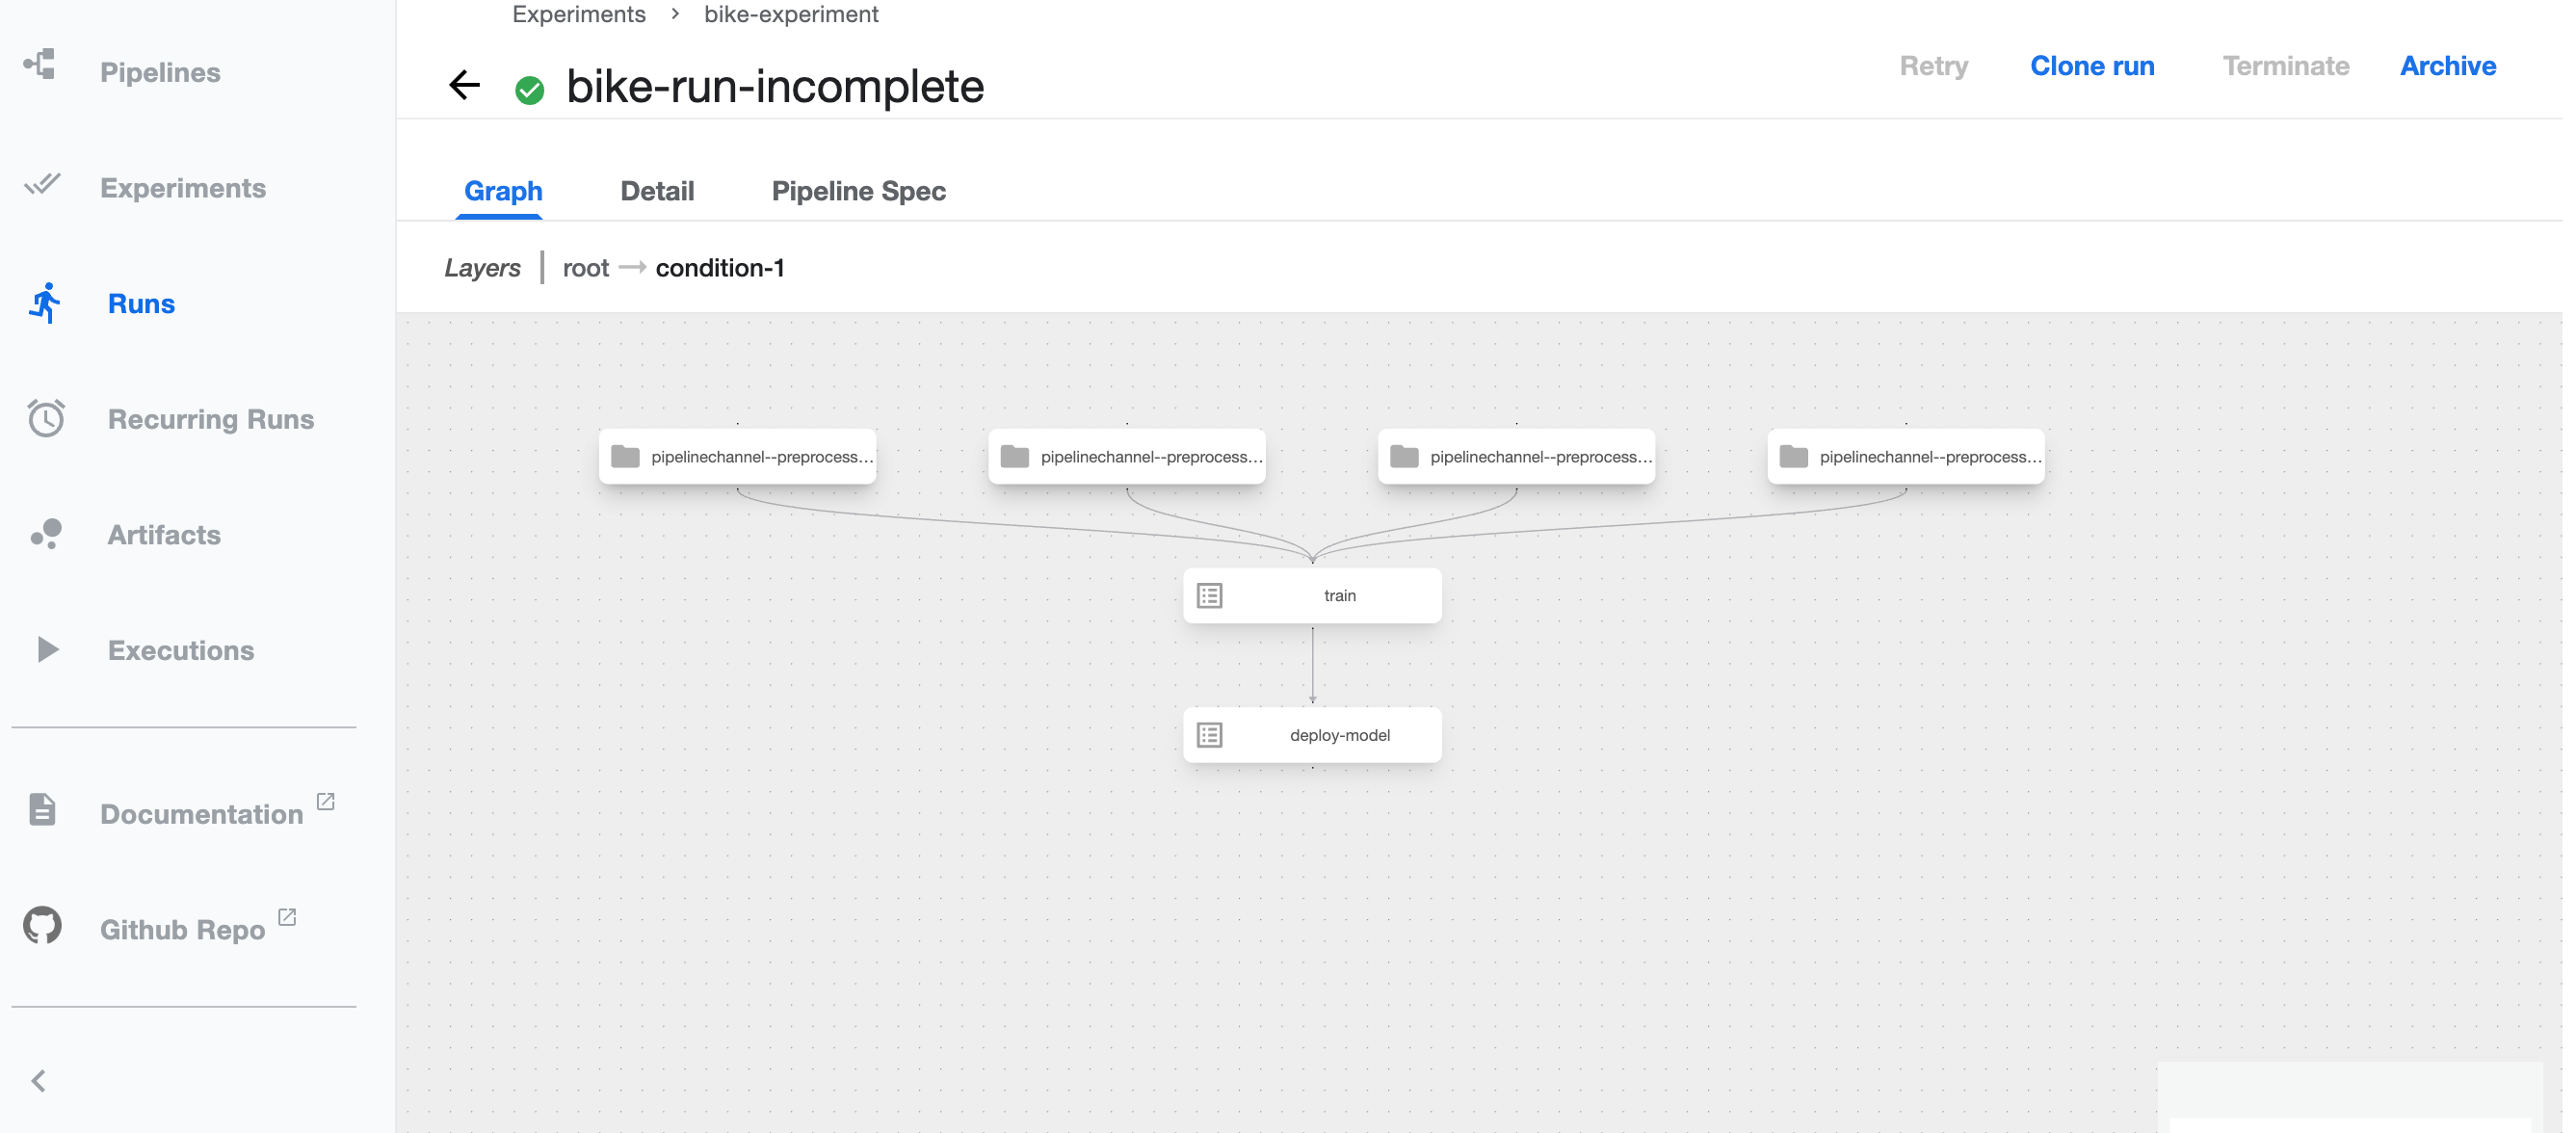 Experiments > bike-experiment
bike-run-incomplete
Retry
Clone run
Terminate
Archive
Pipelines
Experiments
Runs
Recurring Runs
Artifacts
Executions
Documentation
Github Repo
Graph
Detail
Pipeline Spec
Layers | root → condition-1
pipelinechannel--preprocess...
pipelinechannel--preprocess...
pipelinechannel--preprocess...
pipelinechannel--preprocess...
train
deploy-model